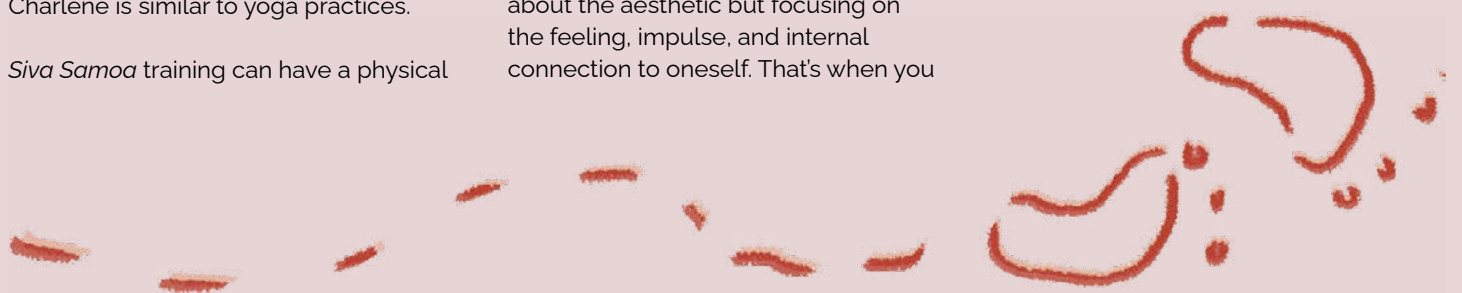 Charlene is similar to yoga practices.
Siva Samoa training can have a physical
about the aesthetic but focusing on
the feeling, impulse, and internal
connection to oneself. That's when you